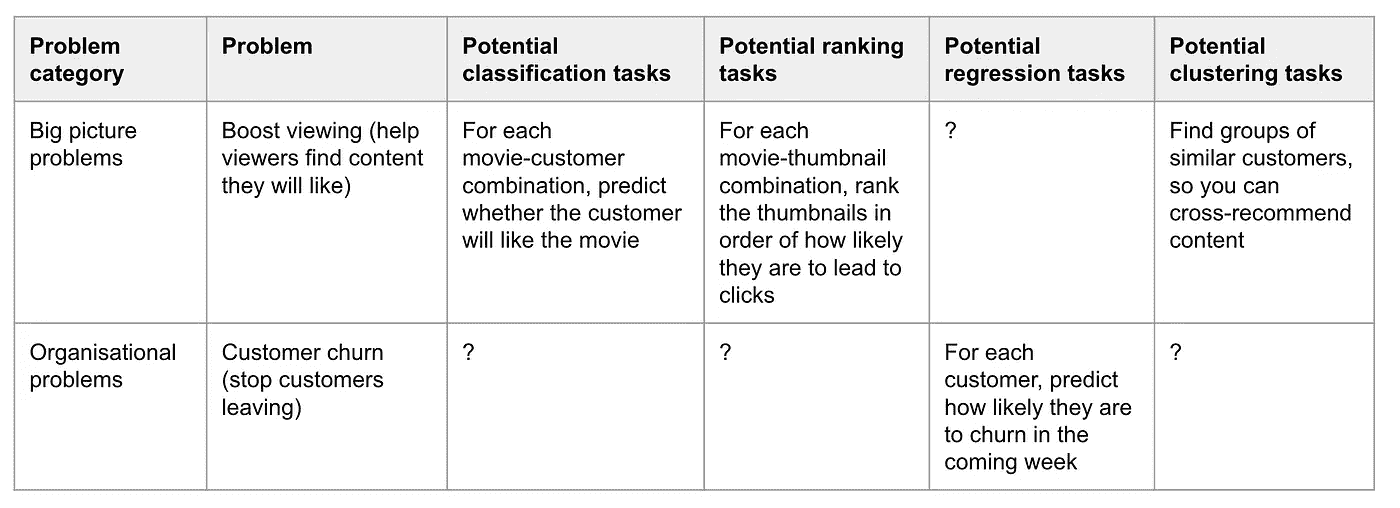 Problem category
Problem
Potential classification tasks
Potential ranking tasks
Potential regression tasks
Potential clustering tasks
Big picture problems
Boost viewing (help viewers find content they will like)
For each movie-customer combination, predict whether the customer will like the movie
For each movie-thumbnail combination, rank the thumbnails in order of how likely they are to lead to clicks
?
Find groups of similar customers, so you can cross-recommend content
Organisational problems
Customer churn (stop customers leaving)
?
?
For each customer, predict how likely they are to churn in the coming week
?